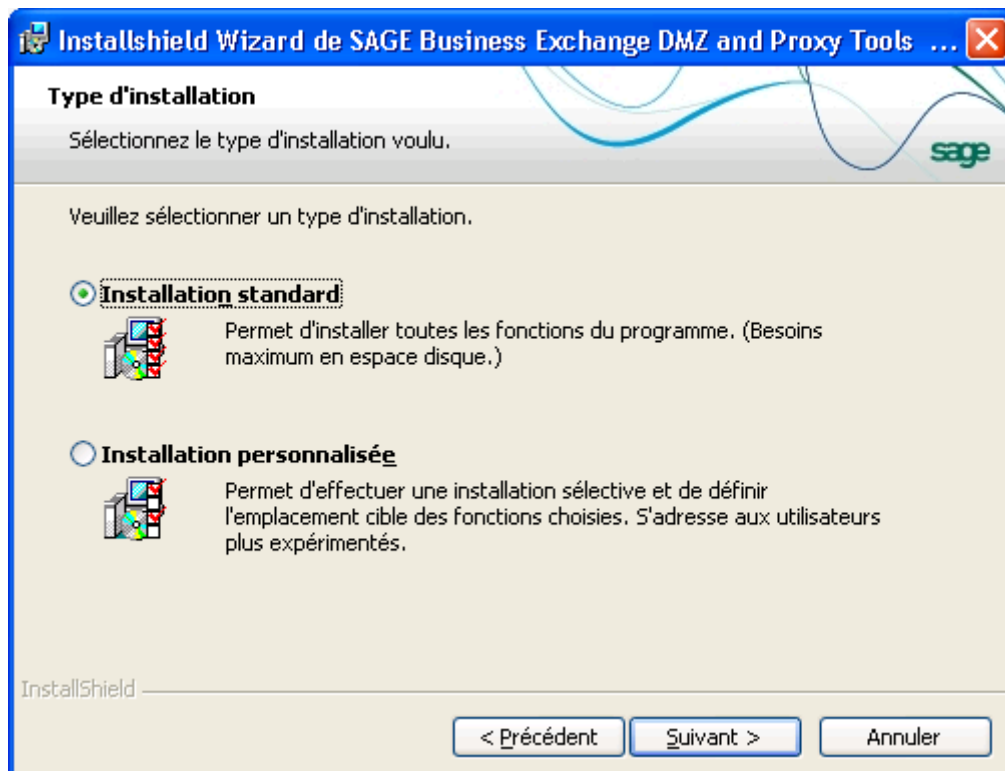 Installshield Wizard de SAGE Business Exchange DMZ and Proxy Tools ...
Type d'installation
Sélectionnez le type d'installation voulu.
sage
Veuillez sélectionner un type d'installation.
Installation standard
Permet d'installer toutes les fonctions du programme. (Besoins
maximum en espace disque.)
Installation personnalisée
Permet d'effectuer une installation sélective et de définir
l'emplacement cible des fonctions choisies. S'adresse aux utilisateurs
plus expérimentés.
InstallShield
< Précédent
Suivant >
Annuler